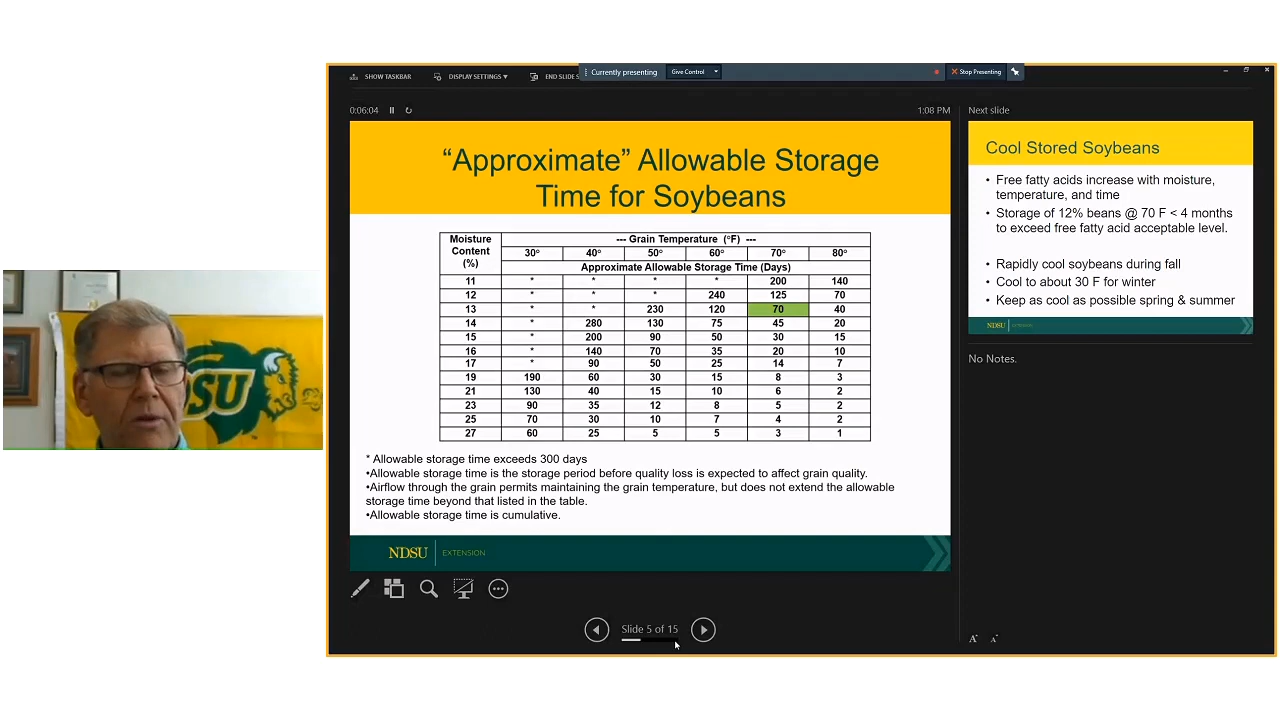 SHOW TASKBAR
DISPLAY SETTINGS ▼
END SLIDE S
Currently presenting
Give Control
Stop Presenting
0:06:04
1:08 PM
Next slide
“Approximate” Allowable Storage
Time for Soybeans
Moisture Content (%) --- Grain Temperature (°F) ---
30° 40° 50° 60° 70° 80°
Approximate Allowable Storage Time (Days)
11 * * * * 200 140
12 * * * 240 125 70
13 * * 230 120 70 40
14 * 280 130 75 45 20
15 * 200 90 50 30 15
16 * 140 70 35 20 10
17 * 90 50 25 14 7
19 190 60 30 15 8 3
21 130 40 15 10 6 2
23 90 35 12 8 5 2
25 70 30 10 7 4 2
27 60 25 5 5 3 1
* Allowable storage time exceeds 300 days
•Allowable storage time is the storage period before quality loss is expected to affect grain quality.
•Airflow through the grain permits maintaining the grain temperature, but does not extend the allowable
storage time beyond that listed in the table.
•Allowable storage time is cumulative.
NDSU EXTENSION
Slide 5 of 15
Cool Stored Soybeans
• Free fatty acids increase with moisture,
temperature, and time
• Storage of 12% beans @ 70 F < 4 months
to exceed free fatty acid acceptable level.
• Rapidly cool soybeans during fall
• Cool to about 30 F for winter
• Keep as cool as possible spring & summer
NDSU
No Notes.
A A
SU